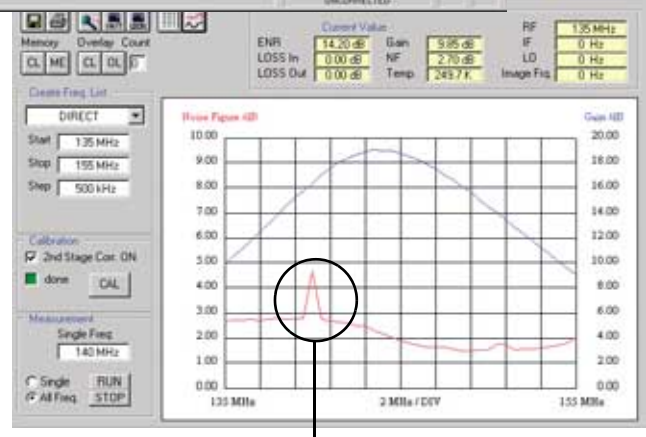 UNCONNECTED
Memory Overlay Count
CL ME CL OL 0
Current Value
ENR 14.20 dB Gain 9.85 dB RF 135 MHz
LOSS In 0.00 dB NF 2.70 dB IF 0 Hz
LOSS Out 0.00 dB Temp. 249.7 K LO 0 Hz
Image Frq. 0 Hz
Create Freq. List
DIRECT
Start 135 MHz
Stop 155 MHz
Step 500 kHz
Calibration
2nd Stage Corr. ON
done CAL
Measurement
Single Freq.
140 MHz
Single RUN
All Freq. STOP
Noise Figure (dB) Gain (dB)
10.00 20.00
9.00 18.00
8.00 16.00
7.00 14.00
6.00 12.00
5.00 10.00
4.00 8.00
3.00 6.00
2.00 4.00
1.00 2.00
0.00 0.00
135 MHz 2 MHz / DIV 155 MHz